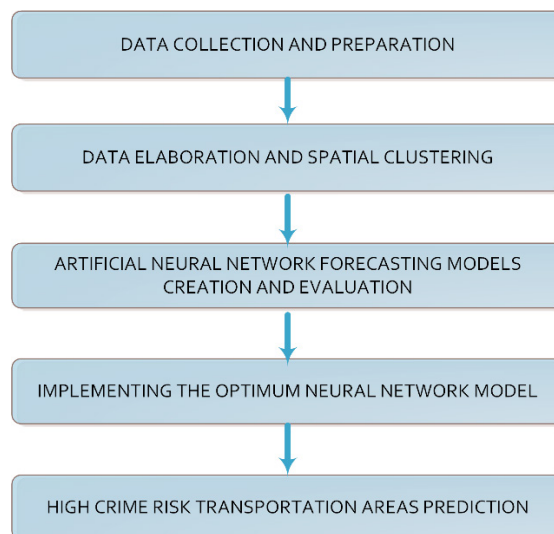 DATA COLLECTION AND PREPARATION
DATA ELABORATION AND SPATIAL CLUSTERING
ARTIFICIAL NEURAL NETWORK FORECASTING MODELS
CREATION AND EVALUATION
IMPLEMENTING THE OPTIMUM NEURAL NETWORK MODEL
HIGH CRIME RISK TRANSPORTATION AREAS PREDICTION